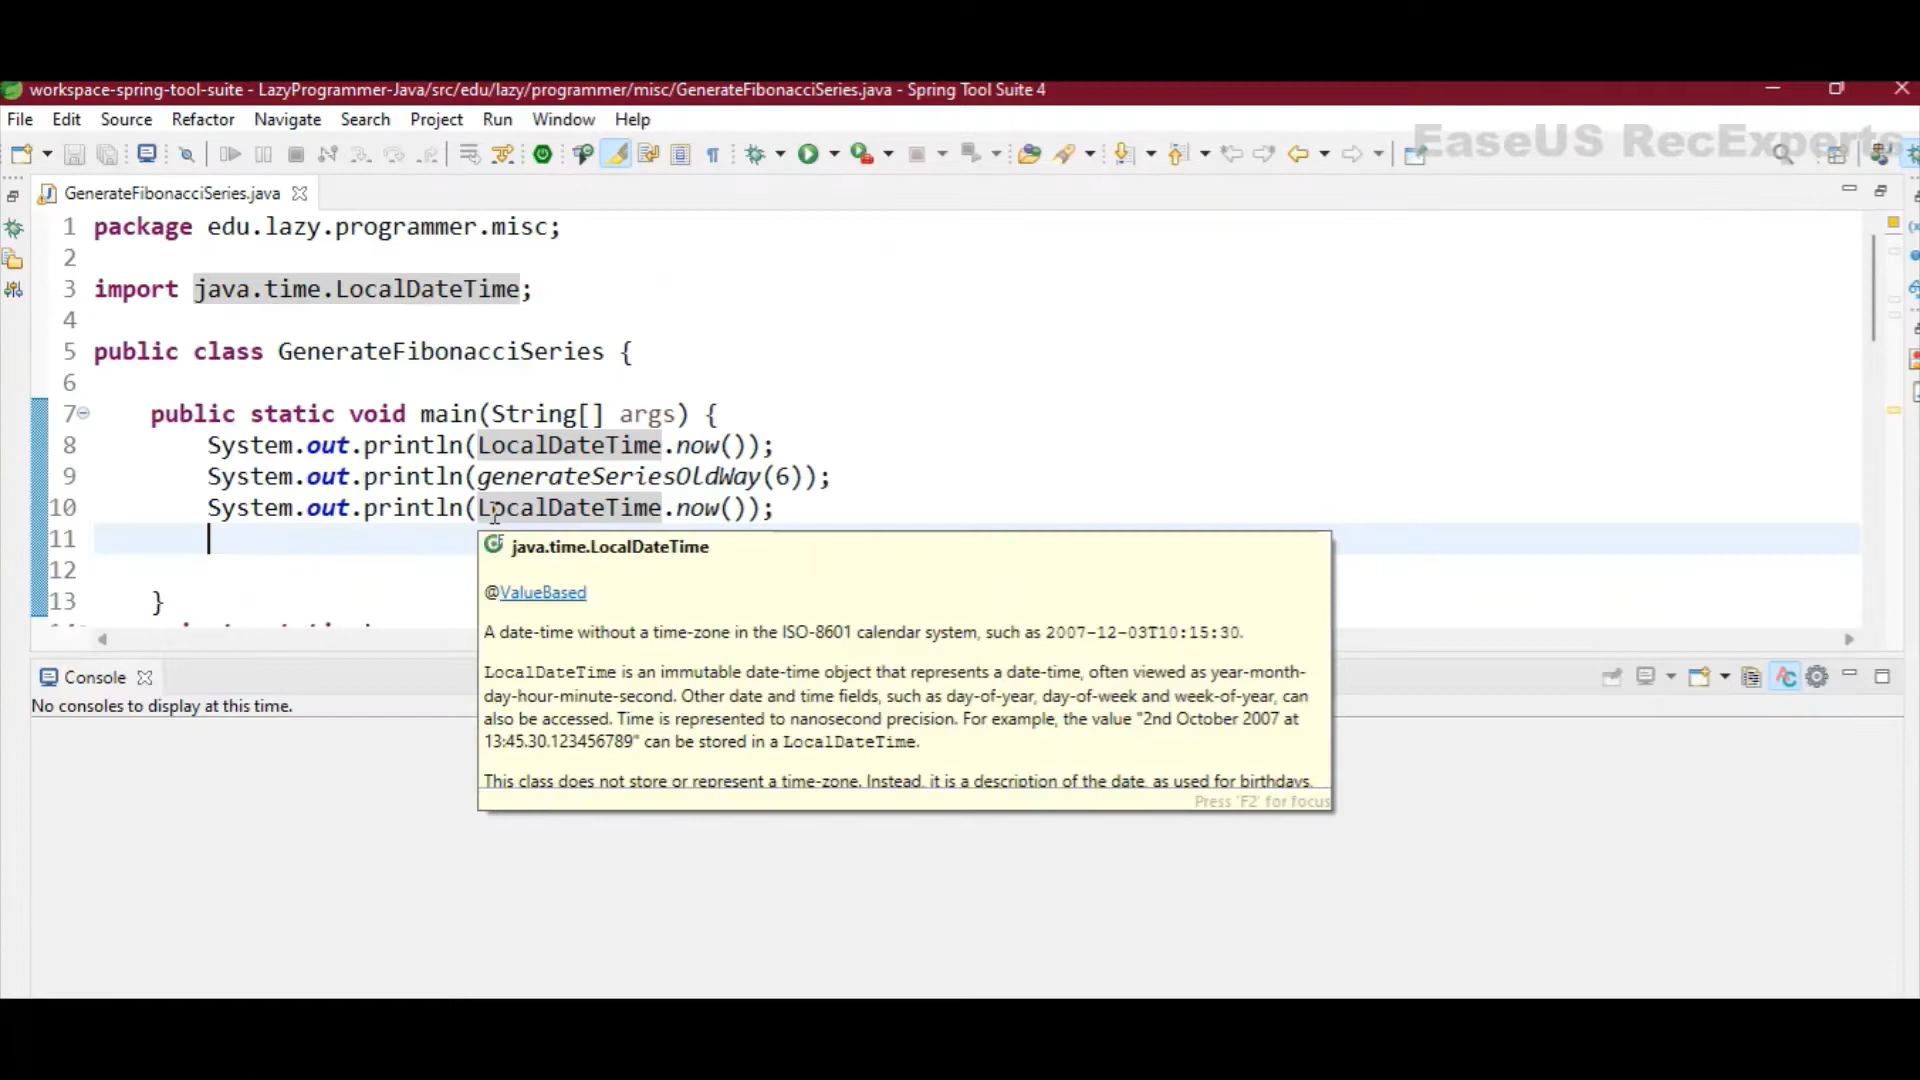 workspace-spring-tool-suite - LazyProgrammer-Java/src/edu/lazy/programmer/misc/GenerateFibonacciSeries.java - Spring Tool Suite 4
File Edit Source Refactor Navigate Search Project Run Window Help
EaseUS RecExperts
GenerateFibonacciSeries.java
1 package edu.lazy.programmer.misc;
2
3 import java.time.LocalDateTime;
4
5 public class GenerateFibonacciSeries {
6
7 public static void main(String[] args) {
8 System.out.println(LocalDateTime.now());
9 System.out.println(generateSeriesOldWay(6));
10 System.out.println(LocalDateTime.now());
11
12
13 }
java.time.LocalDateTime
@ValueBased
A date-time without a time-zone in the ISO-8601 calendar system, such as 2007-12-03T10:15:30.
LocalDateTime is an immutable date-time object that represents a date-time, often viewed as year-month-
day-hour-minute-second. Other date and time fields, such as day-of-year, day-of-week and week-of-year, can
also be accessed. Time is represented to nanosecond precision. For example, the value "2nd October 2007 at
13:45.30.123456789" can be stored in a LocalDateTime.
This class does not store or represent a time-zone. Instead, it is a description of the date, as used for birthdays,
Press 'F2' for focus
Console
No consoles to display at this time.